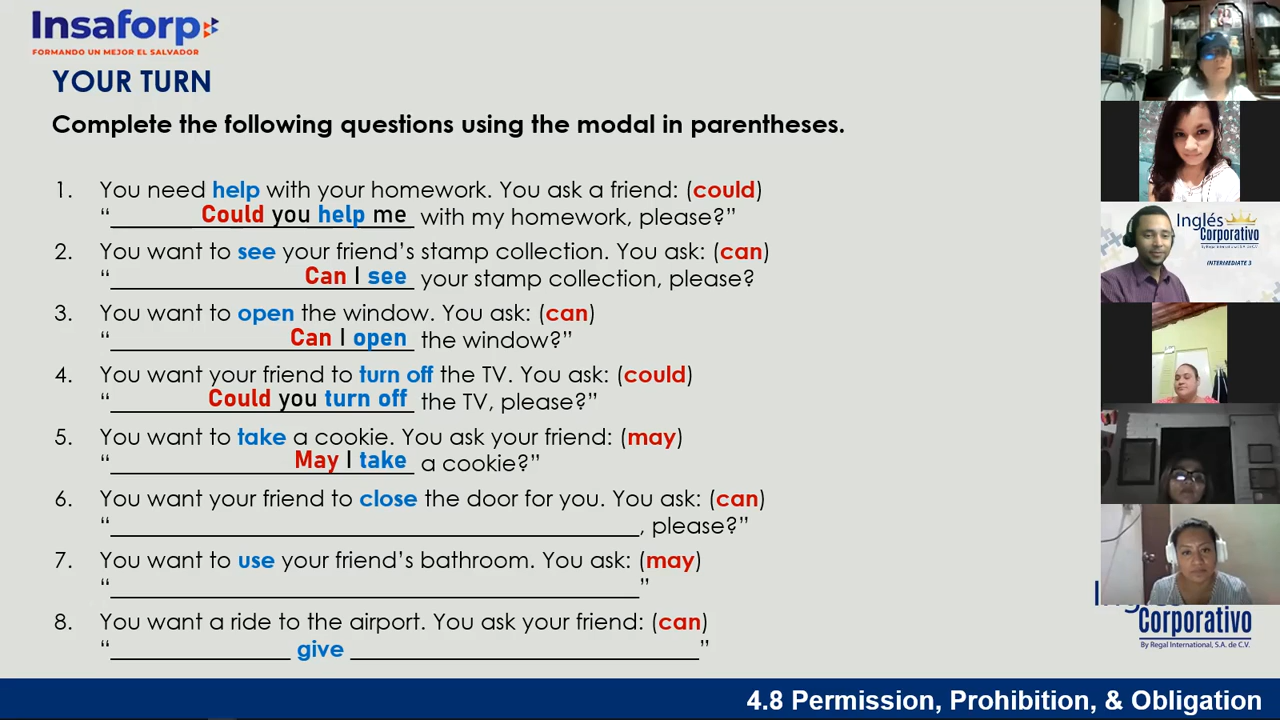 Insaforp
FORMANDO UN MEJOR EL SALVADOR
YOUR TURN
Complete the following questions using the modal in parentheses.
1. You need help with your homework. You ask a friend: (could)
“ Could you help me with my homework, please?”
2. You want to see your friend’s stamp collection. You ask: (can)
“ Can I see your stamp collection, please?
3. You want to open the window. You ask: (can)
“ Can I open the window?”
4. You want your friend to turn off the TV. You ask: (could)
“ Could you turn off the TV, please?”
5. You want to take a cookie. You ask your friend: (may)
“ May I take a cookie?”
6. You want your friend to close the door for you. You ask: (can)
“____, please?”
7. You want to use your friend’s bathroom. You ask: (may)
“____”
8. You want a ride to the airport. You ask your friend: (can)
“____ give ____”
4.8 Permission, Prohibition, & Obligation
Inglés
Corporativo
By Regal International, S.A. de C.V.
INTERMEDIATE 3
Corporativo
By Regal International, S.A. de C.V.